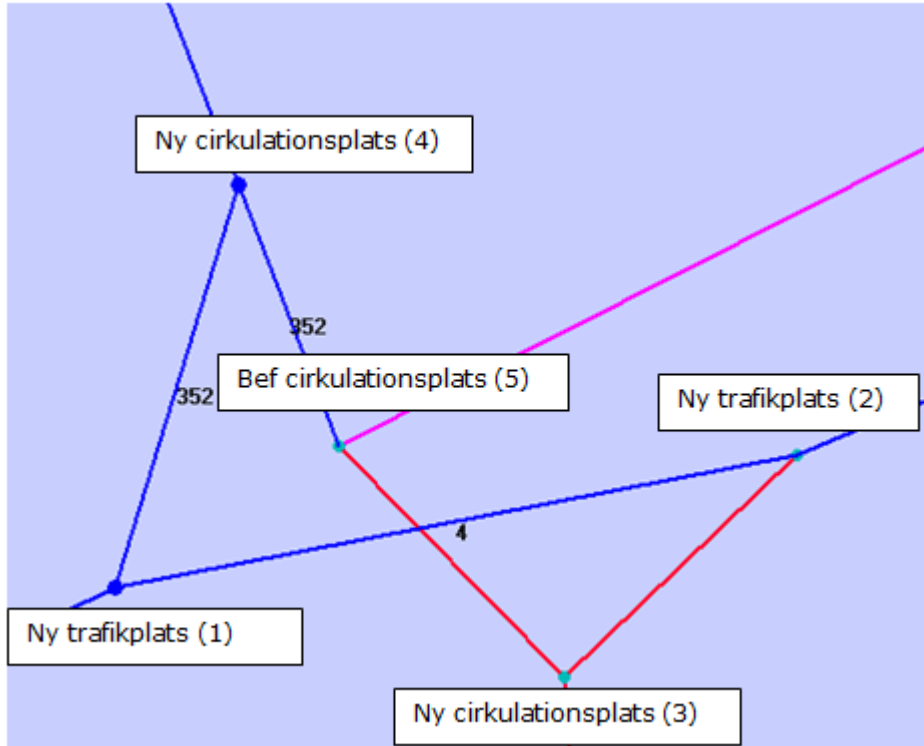 Ny cirkulationsplats (4)
352
Bef cirkulationsplats (5)
352
Ny trafikplats (2)
4
Ny trafikplats (1)
Ny cirkulationsplats (3)